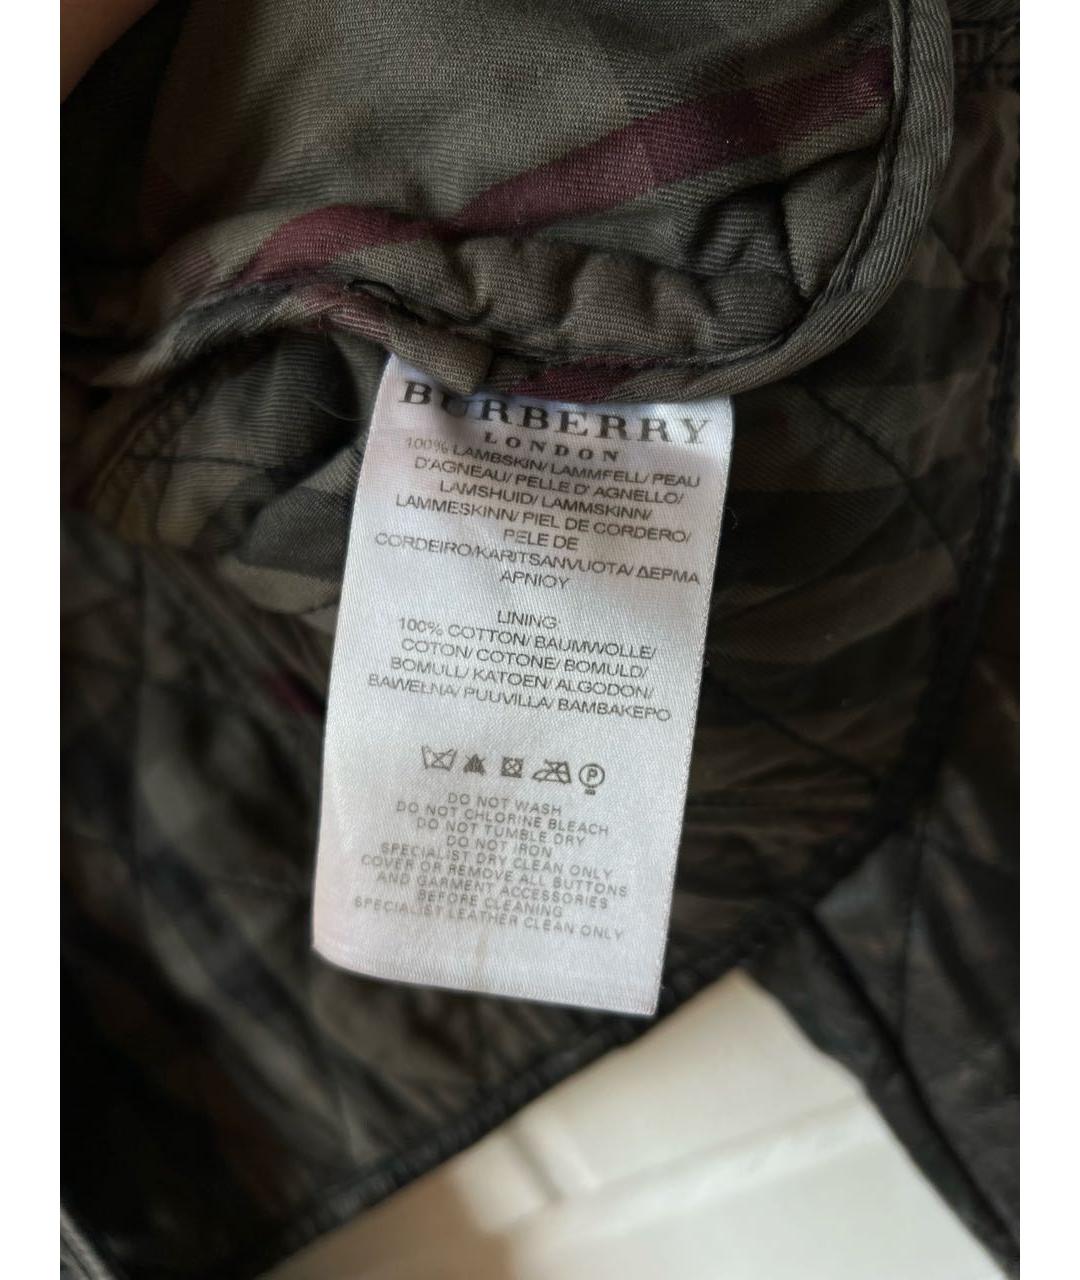 BURBERRY
LONDON
100% LAMBSKIN/ LAMMFELL/ PEAU
D'AGNEAU/ PELLE D' AGNELLO/
LAMSHUID/ LAMMSKINN/
LAMMESKINN/ PIEL DE CORDERO/
PELE DE
CORDEIRO/KARITSANVUOTA/ ΔΕΡΜΑ
ΑΡΝΙΟΥ
LINING:
100% COTTON/ BAUMWOLLE/
COTON/ COTONE/ BOMULD/
BOMULL/ KATOEN/ ALGODON/
BAWEŁNA/ PUUVILLA/ ΒΑΜΒΑΚΕΡΟ
P
DO NOT WASH
DO NOT CHLORINE BLEACH
DO NOT TUMBLE DRY
DO NOT IRON
SPECIALIST DRY CLEAN ONLY
COVER OR REMOVE ALL BUTTONS
AND GARMENT ACCESSORIES
BEFORE CLEANING
SPECIALIST LEATHER CLEAN ONLY